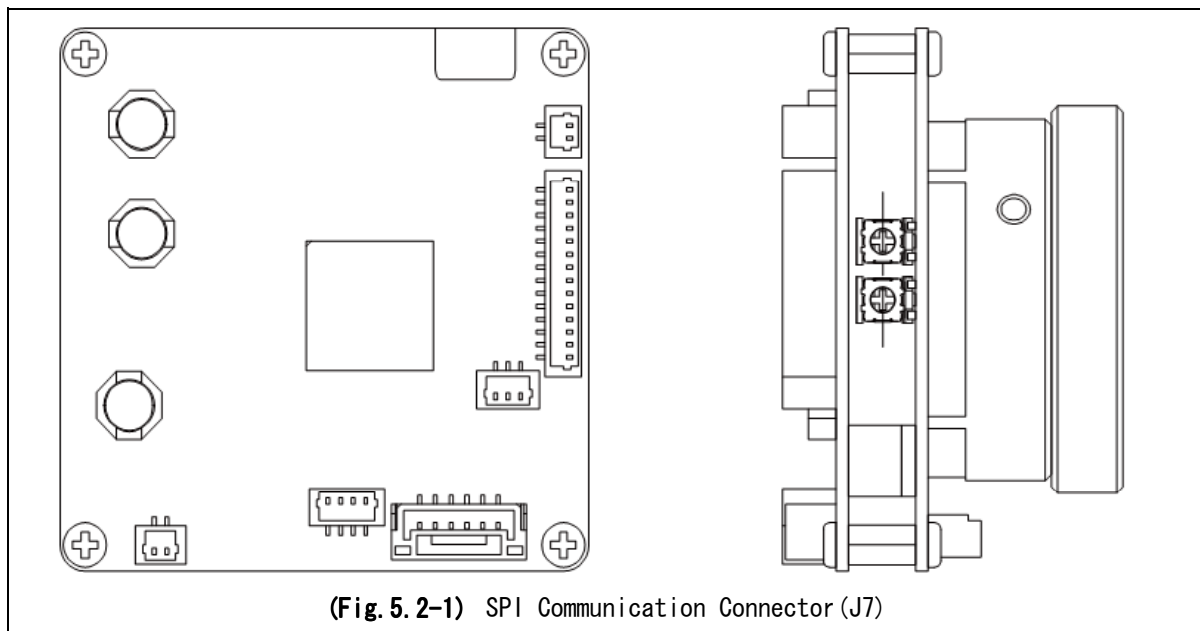 (Fig. 5. 2-1) SPI Communication Connector(J7)